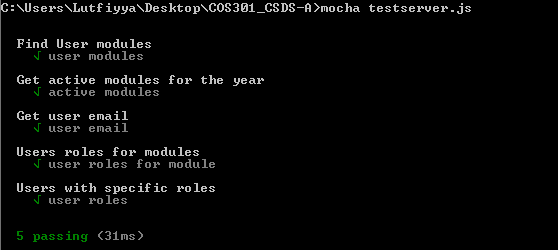 C:\Users\Lutfiyya\Desktop\COS301_CSDS-A>mocha testserver.js
Find User modules
√ user modules
Get active modules for the year
√ active modules
Get user email
√ user email
Users roles for modules
√ user roles for module
Users with specific roles
√ user roles
5 passing (31ms)